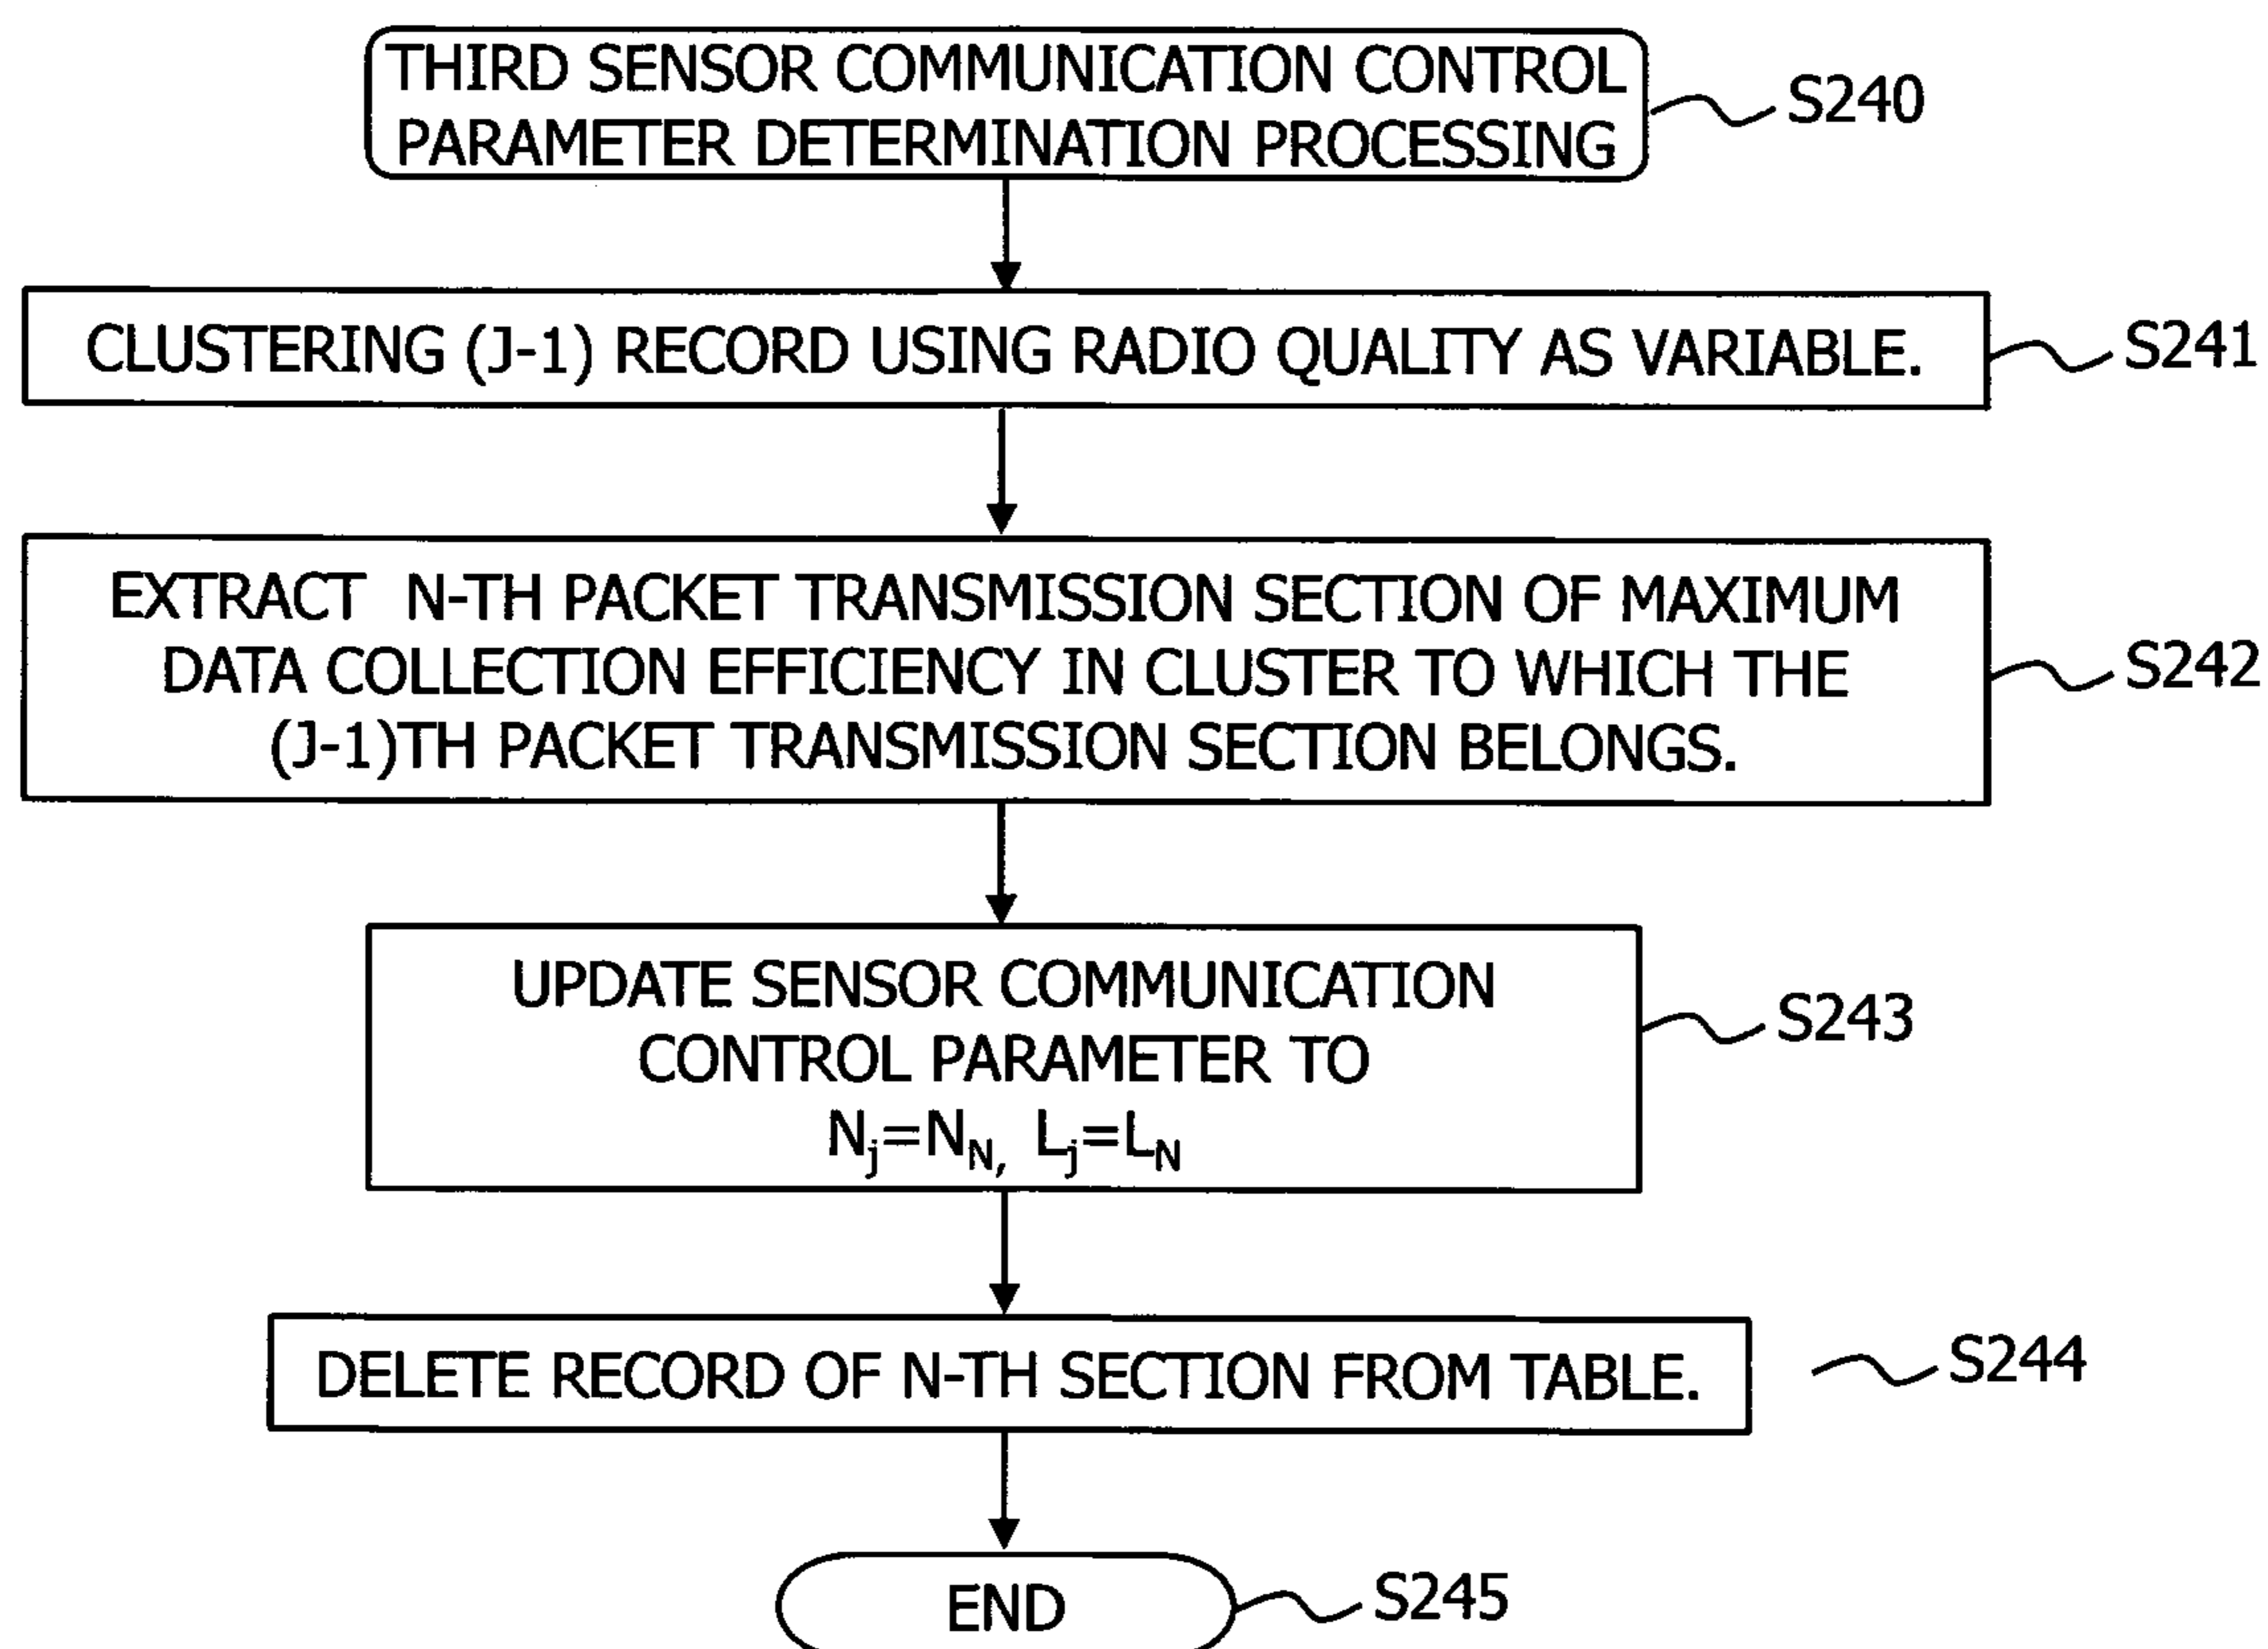 THIRD SENSOR COMMUNICATION CONTROL
PARAMETER DETERMINATION PROCESSING
S240
CLUSTERING (J-1) RECORD USING RADIO QUALITY AS VARIABLE.
S241
EXTRACT N-TH PACKET TRANSMISSION SECTION OF MAXIMUM
DATA COLLECTION EFFICIENCY IN CLUSTER TO WHICH THE
(J-1)TH PACKET TRANSMISSION SECTION BELONGS.
S242
UPDATE SENSOR COMMUNICATION
CONTROL PARAMETER TO
Nj=NN, Lj=LN
S243
DELETE RECORD OF N-TH SECTION FROM TABLE.
S244
END
S245